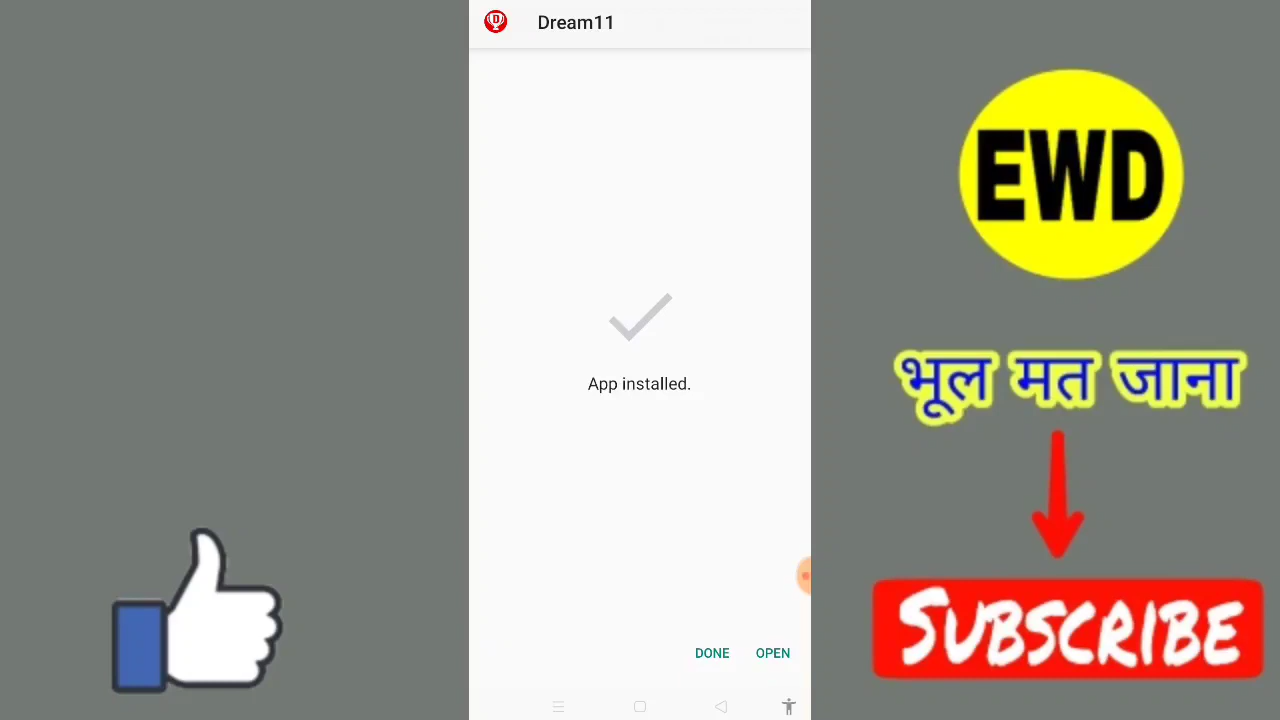 Dream11
App installed.
DONE OPEN
EWD
भूल मत जाना
SUBSCRIBE